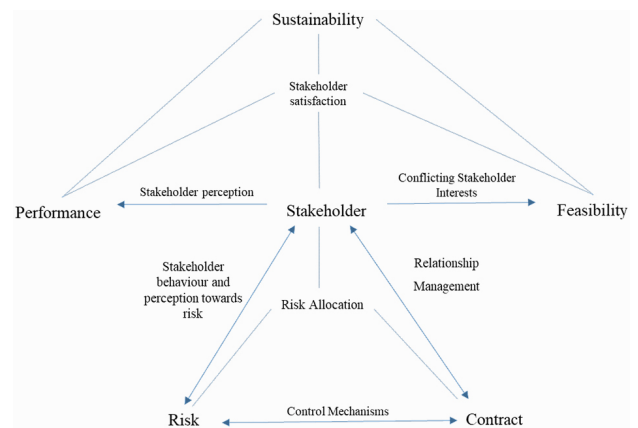 Sustainability
Stakeholder
satisfaction
Stakeholder perception
Conflicting Stakeholder
Interests
Performance
Stakeholder
Feasibility
Stakeholder
behaviour and
perception towards
risk
Relationship
Management
Risk Allocation
Control Mechanisms
Risk
Contract